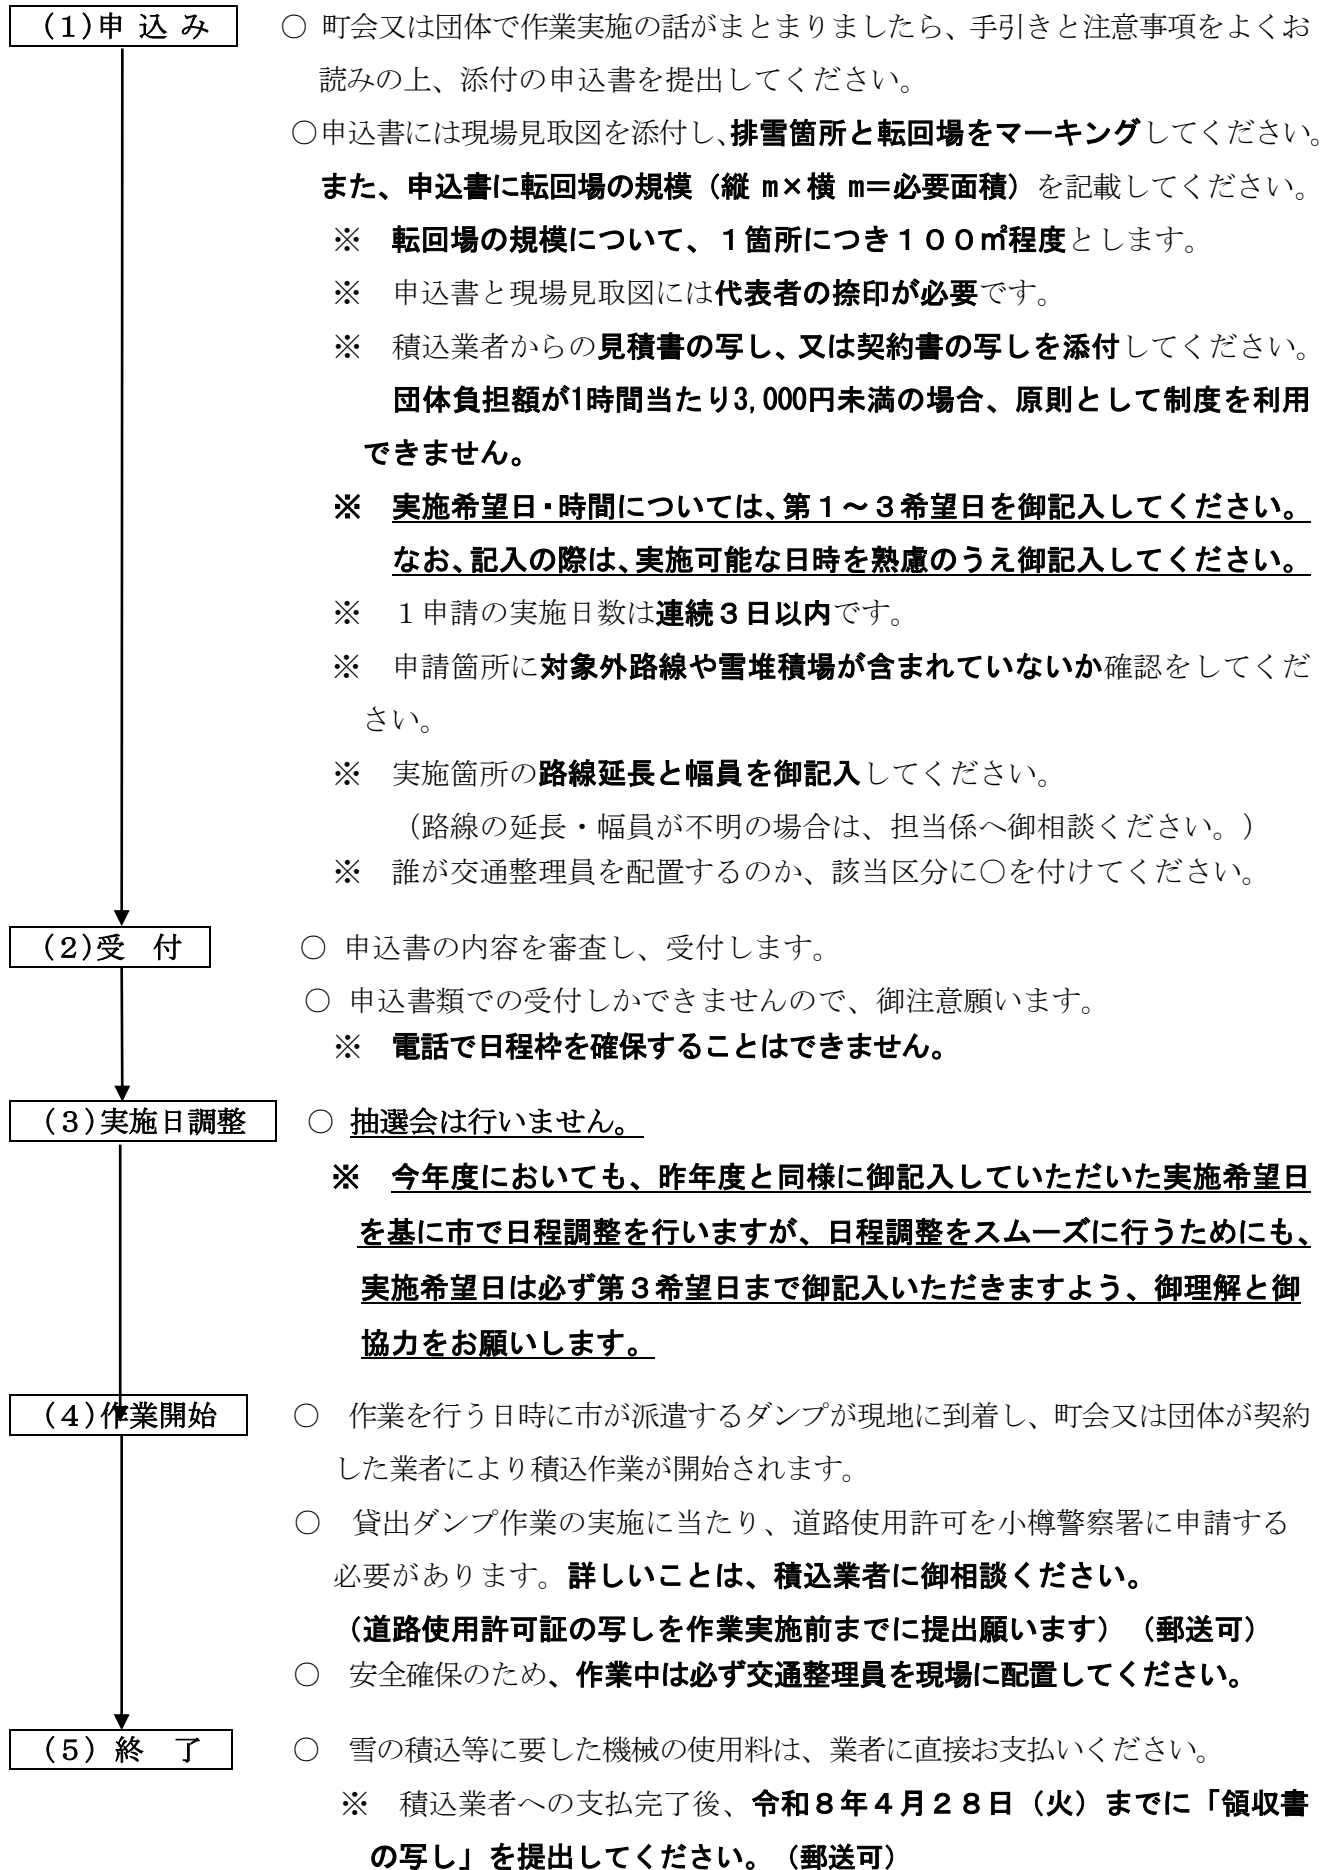 (1)申 込 み
○ 町会又は団体で作業実施の話がまとまりましたら、手引きと注意事項をよくお
読みの上、添付の申込書を提出してください。
○申込書には現場見取図を添付し、排雪箇所と転回場をマーキングしてください。
また、申込書に転回場の規模（縦 m×横 m＝必要面積）を記載してください。
※　転回場の規模について、１箇所につき１００㎡程度とします。
※　申込書と現場見取図には代表者の捺印が必要です。
※　積込業者からの見積書の写し、又は契約書の写しを添付してください。
団体負担額が1時間当たり3,000円未満の場合、原則として制度を利用
できません。
※　実施希望日・時間については、第１～３希望日を御記入してください。
なお、記入の際は、実施可能な日時を熟慮のうえ御記入してください。
※　１申請の実施日数は連続３日以内です。
※　申請箇所に対象外路線や雪堆積場が含まれていないか確認をしてくだ
さい。
※　実施箇所の路線延長と幅員を御記入してください。
（路線の延長・幅員が不明の場合は、担当係へ御相談ください。）
※　誰が交通整理員を配置するのか、該当区分に○を付けてください。
(2)受　付
○ 申込書の内容を審査し、受付します。
○ 申込書類での受付しかできませんので、御注意願います。
※　電話で日程枠を確保することはできません。
(3)実施日調整
○ 抽選会は行いません。
※　今年度においても、昨年度と同様に御記入していただいた実施希望日
を基に市で日程調整を行いますが、日程調整をスムーズに行うためにも、
実施希望日は必ず第３希望日まで御記入いただきますよう、御理解と御
協力をお願いします。
(4)作業開始
○　作業を行う日時に市が派遣するダンプが現地に到着し、町会又は団体が契約
した業者により積込作業が開始されます。
○　貸出ダンプ作業の実施に当たり、道路使用許可を小樽警察署に申請する
必要があります。詳しいことは、積込業者に御相談ください。
（道路使用許可証の写しを作業実施前までに提出願います）（郵送可）
○　安全確保のため、作業中は必ず交通整理員を現場に配置してください。
(5) 終　了
○　雪の積込等に要した機械の使用料は、業者に直接お支払いください。
※　積込業者への支払完了後、令和８年４月２８日（火）までに「領収書
の写し」を提出してください。（郵送可）